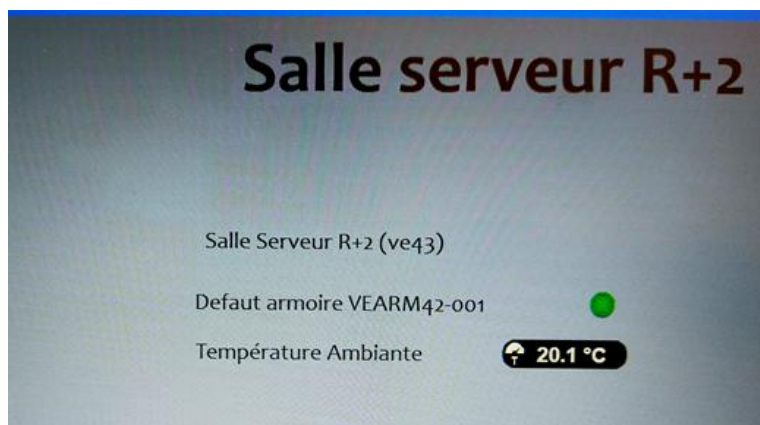 Salle serveur R+2
Salle Serveur R+2 (ve43)
Defaut armoire VEARM42-001
Température Ambiante 20.1 °C